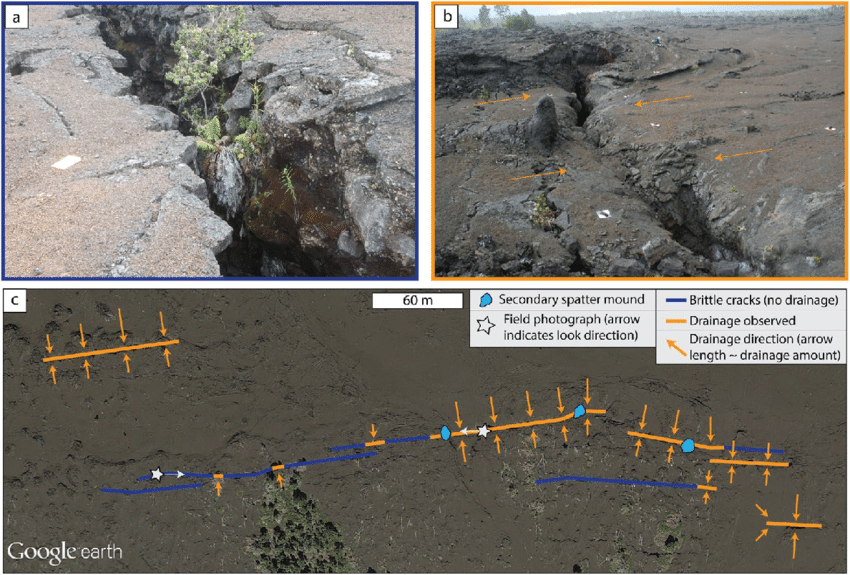 a
b
c
60 m
Secondary spatter mound
Field photograph (arrow
indicates look direction)
Brittle cracks (no drainage)
Drainage observed
Drainage direction (arrow
length ~ drainage amount)
Google earth